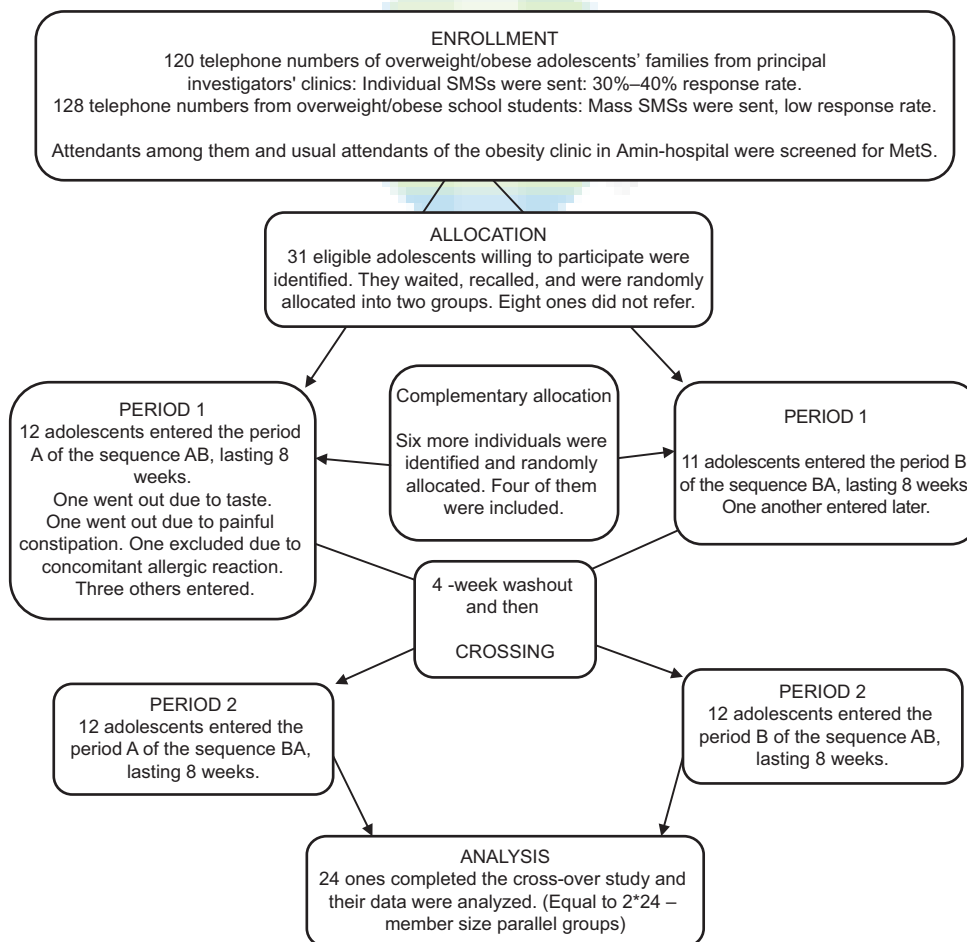 ENROLLMENT
120 telephone numbers of overweight/obese adolescents’ families from principal
investigators' clinics: Individual SMSs were sent: 30%–40% response rate.
128 telephone numbers from overweight/obese school students: Mass SMSs were sent, low response rate.
Attendants among them and usual attendants of the obesity clinic in Amin-hospital were screened for MetS.
ALLOCATION
31 eligible adolescents willing to participate were
identified. They waited, recalled, and were randomly
allocated into two groups. Eight ones did not refer.
PERIOD 1
12 adolescents entered the period
A of the sequence AB, lasting 8
weeks.
One went out due to taste.
One went out due to painful
constipation. One excluded due to
concomitant allergic reaction.
Three others entered.
Complementary allocation
Six more individuals were
identified and randomly
allocated. Four of them
were included.
PERIOD 1
11 adolescents entered the period B
of the sequence BA, lasting 8 weeks
One another entered later.
4 -week washout
and then
CROSSING
PERIOD 2
12 adolescents entered the
period A of the sequence BA,
lasting 8 weeks.
PERIOD 2
12 adolescents entered the
period B of the sequence AB,
lasting 8 weeks.
ANALYSIS
24 ones completed the cross-over study and
their data were analyzed. (Equal to 2*24 –
member size parallel groups)